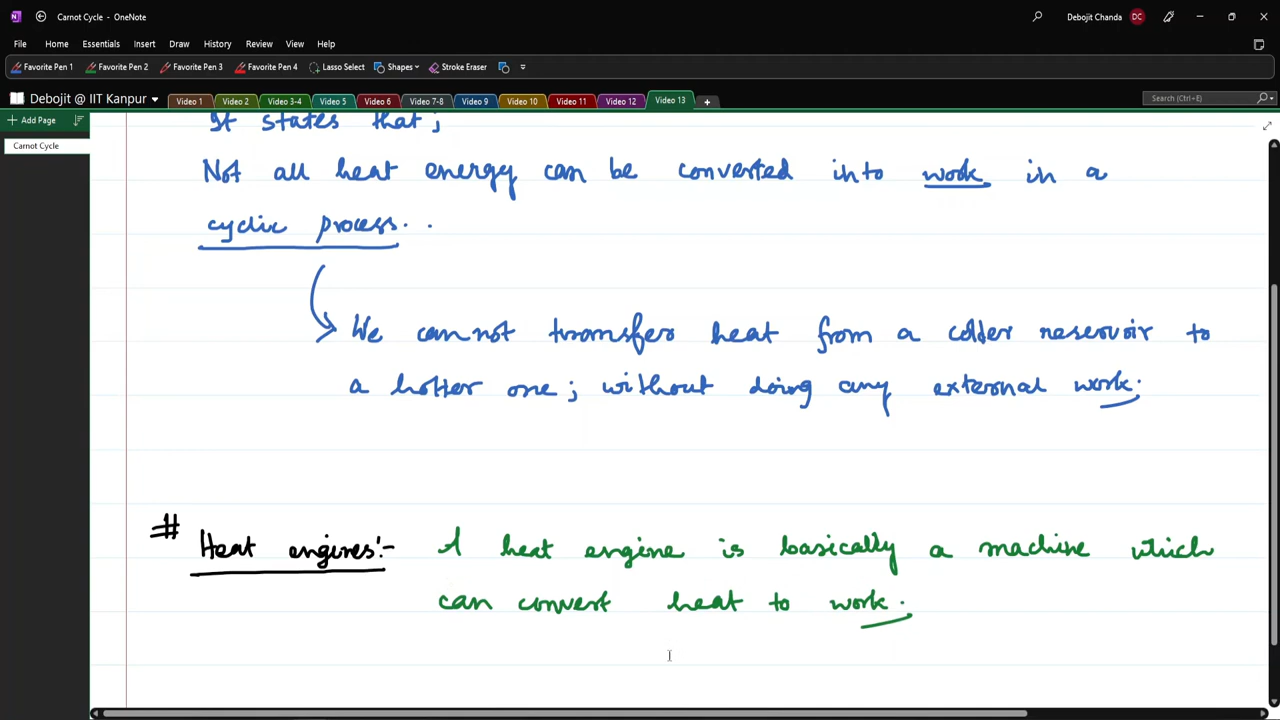 Carnot Cycle - OneNote
Debojit Chanda DC
File Home Essentials Insert Draw History Review View Help
Favorite Pen 1 Favorite Pen 2 Favorite Pen 3 Favorite Pen 4 Lasso Select Shapes Stroke Eraser
Debojit @ IIT Kanpur Video 1 Video 2 Video 3-4 Video 5 Video 6 Video 7-8 Video 9 Video 10 Video 11 Video 12 Video 13 + Search (Ctrl+E)
+ Add Page
Carnot Cycle
It states that ;
Not all heat energy can be converted into work in a
cyclic process. .
We cannot transfer heat from a colder reservoir to
a hotter one ; without doing any external work.
# Heat engines:- A heat engine is basically a machine which
can convert heat to work.